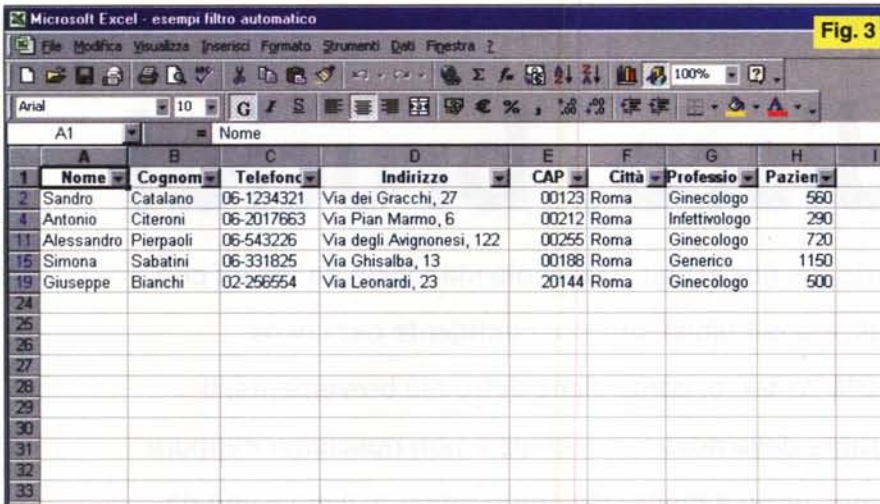 Microsoft Excel - esempi filtro automatico
Fig. 3
File Modifica Visualizza Inserisci Formato Strumenti Dati Finestra ?
100%
Arial 10 G I S
A1 = Nome
A B C D E F G H I
1 Nome Cognom Telefono Indirizzo CAP Città Professio Pazien
2 Sandro Catalano 06-1234321 Via dei Gracchi, 27 00123 Roma Ginecologo 560
4 Antonio Citeroni 06-2017663 Via Pian Marmo, 6 00212 Roma Infettivologo 290
11 Alessandro Pierpaoli 06-543226 Via degli Avignonesi, 122 00255 Roma Ginecologo 720
15 Simona Sabatini 06-331825 Via Ghisalba, 13 00188 Roma Generico 1150
19 Giuseppe Bianchi 02-256554 Via Leonardi, 23 20144 Roma Ginecologo 500
24
25
26
27
28
29
30
31
32
33